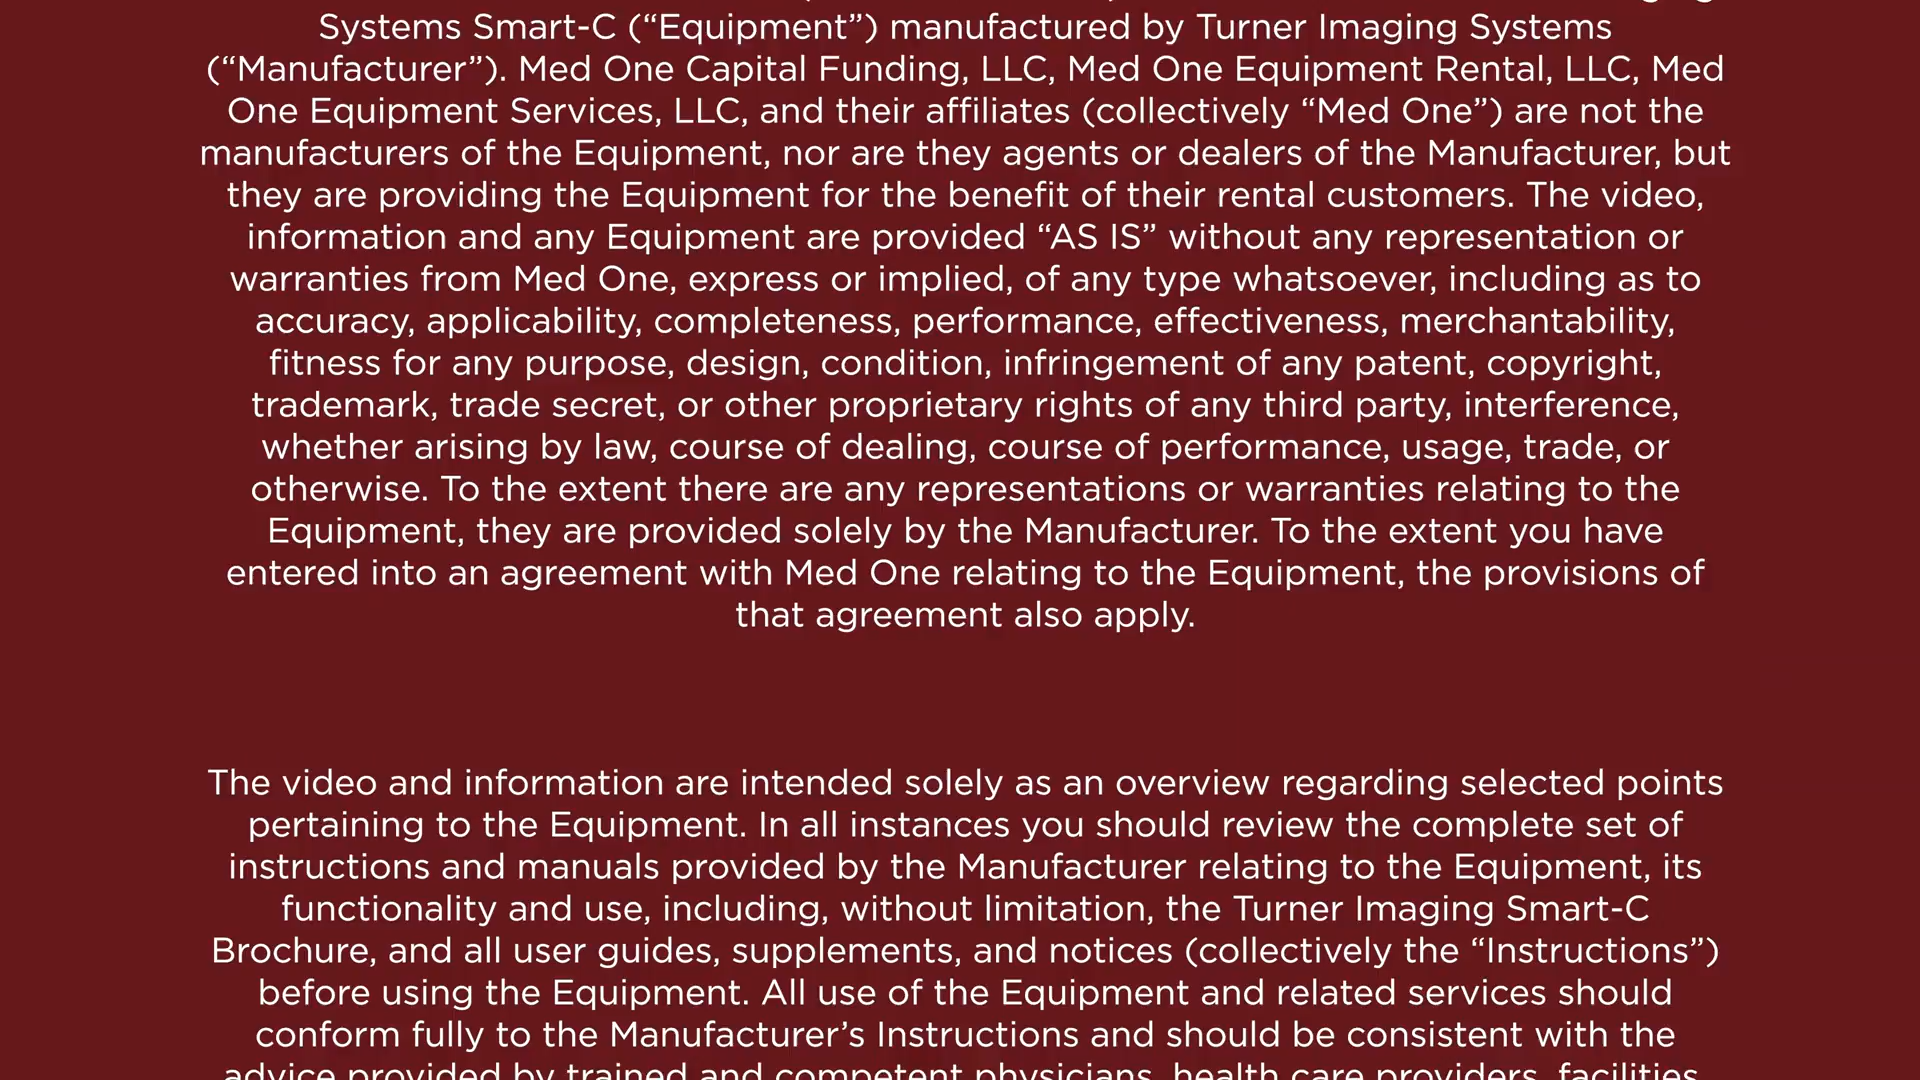 Systems Smart-C (“Equipment”) manufactured by Turner Imaging Systems
(“Manufacturer”). Med One Capital Funding, LLC, Med One Equipment Rental, LLC, Med
One Equipment Services, LLC, and their affiliates (collectively “Med One”) are not the
manufacturers of the Equipment, nor are they agents or dealers of the Manufacturer, but
they are providing the Equipment for the benefit of their rental customers. The video,
information and any Equipment are provided “AS IS” without any representation or
warranties from Med One, express or implied, of any type whatsoever, including as to
accuracy, applicability, completeness, performance, effectiveness, merchantability,
fitness for any purpose, design, condition, infringement of any patent, copyright,
trademark, trade secret, or other proprietary rights of any third party, interference,
whether arising by law, course of dealing, course of performance, usage, trade, or
otherwise. To the extent there are any representations or warranties relating to the
Equipment, they are provided solely by the Manufacturer. To the extent you have
entered into an agreement with Med One relating to the Equipment, the provisions of
that agreement also apply.
The video and information are intended solely as an overview regarding selected points
pertaining to the Equipment. In all instances you should review the complete set of
instructions and manuals provided by the Manufacturer relating to the Equipment, its
functionality and use, including, without limitation, the Turner Imaging Smart-C
Brochure, and all user guides, supplements, and notices (collectively the “Instructions”)
before using the Equipment. All use of the Equipment and related services should
conform fully to the Manufacturer’s Instructions and should be consistent with the
advice provided by trained and competent physicians, health care providers, facilities